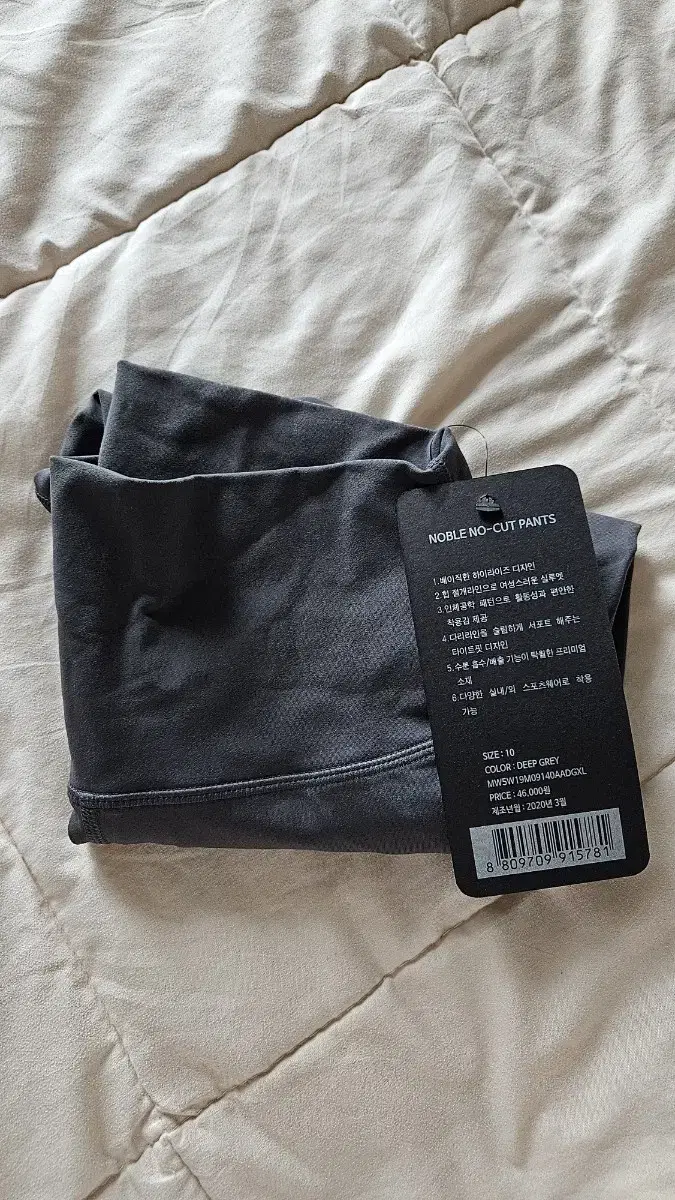 NOBLE NO-CUT PANTS
1.베이직한 하이라이즈 디자인
2.힙 절개라인으로 여성스러운 실루엣
3.인체공학 패턴으로 활동성과 편안한
착용감 제공
4.다리라인을 슬림하게 서포트 해주는
타이트핏 디자인
5.수분 흡수/배출 기능이 탁월한 프리미엄
소재
6.다양한 실내/외 스포츠웨어로 착용
가능
SIZE : 10
COLOR : DEEP GREY
MW5W19M09140AADGXL
PRICE : 46,000원
제조년월 : 2020년 3월
8 809709 915781